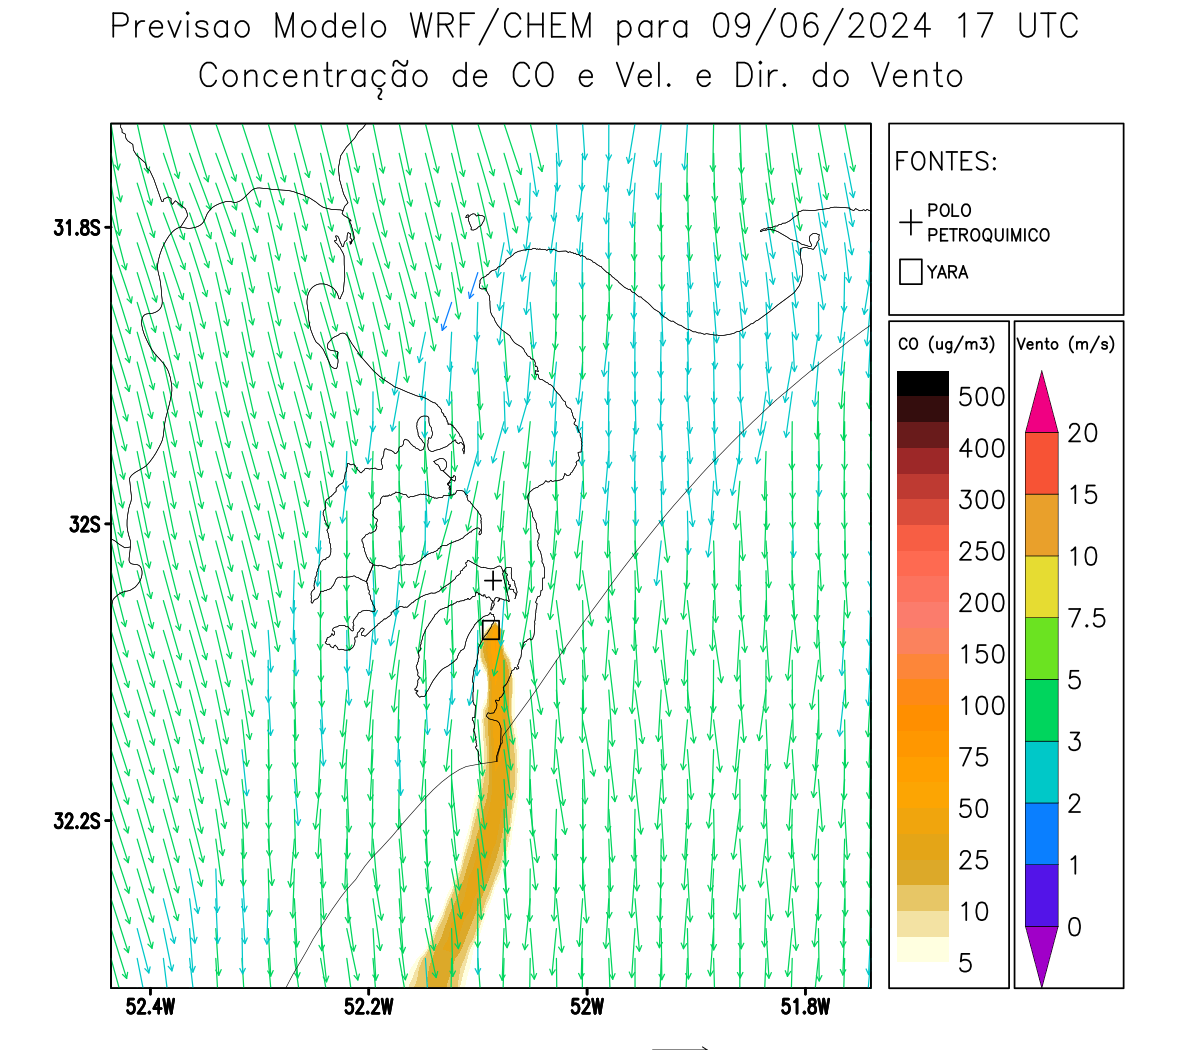 Previsao Modelo WRF/CHEM para 09/06/2024 17 UTC
Concentração de CO e Vel. e Dir. do Vento
FONTES:
POLO
PETROQUIMICO
YARA
CO (ug/m3)
500
400
300
250
200
150
100
75
50
25
10
5
Vento (m/s)
20
15
10
7.5
5
3
2
1
0
31.8S
32S
32.2S
52.4W
52.2W
52W
51.8W